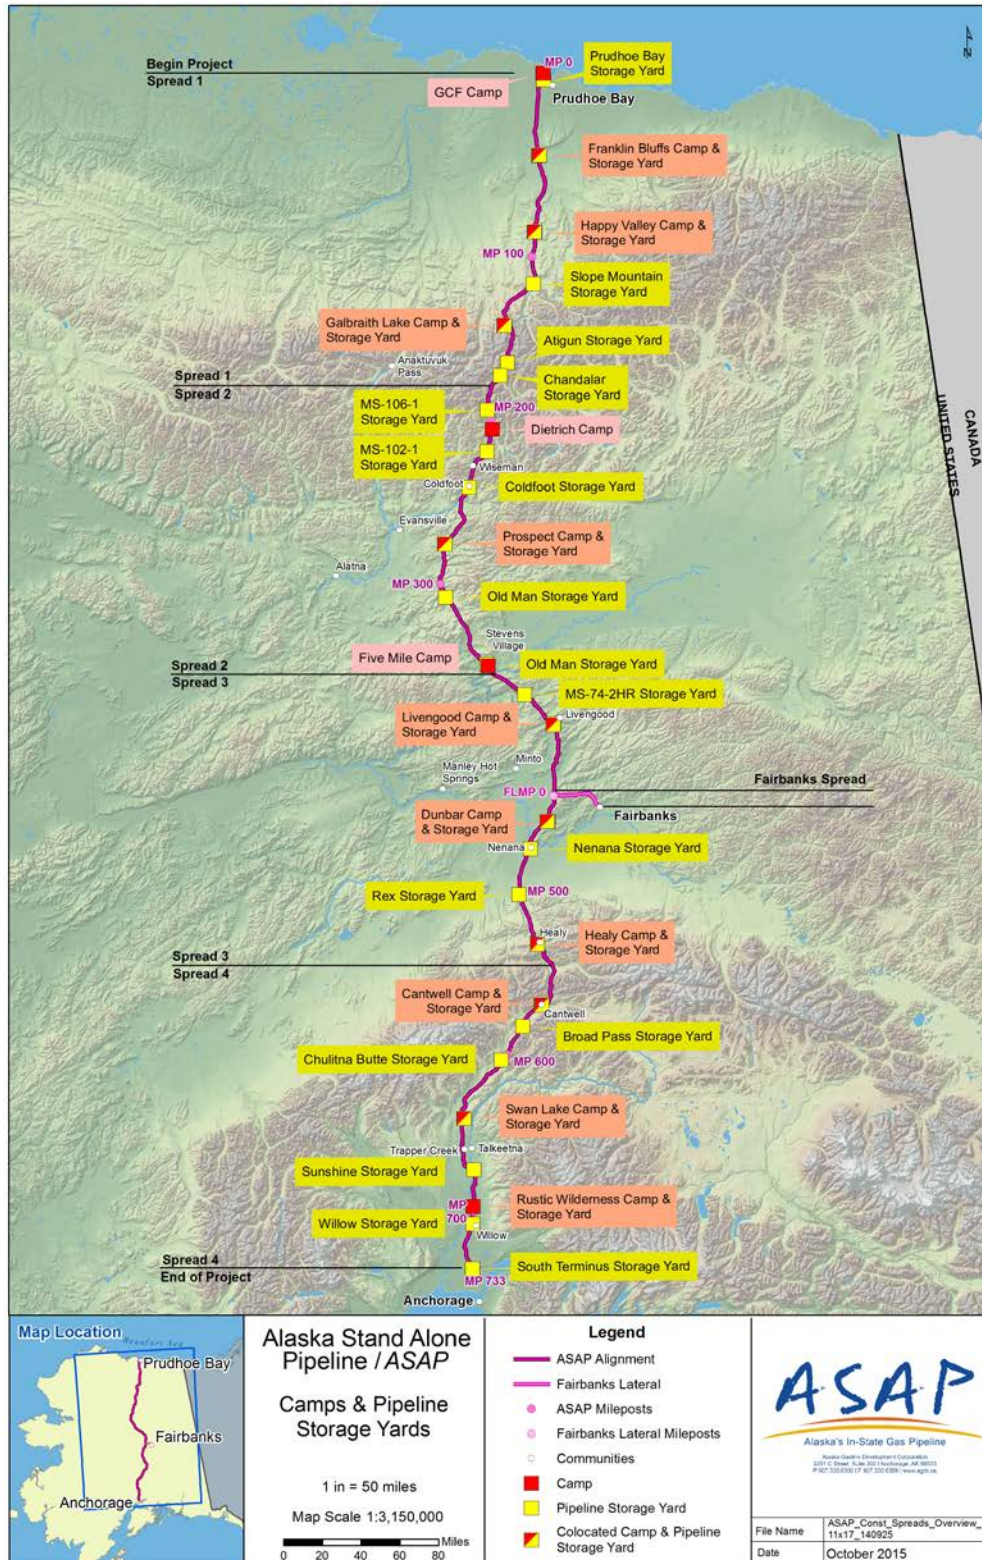 Begin Project
Spread 1
MP 0
Prudhoe Bay
Storage Yard
GCF Camp
Prudhoe Bay
Franklin Bluffs Camp &
Storage Yard
Happy Valley Camp &
Storage Yard
MP 100
Slope Mountain
Storage Yard
Galbraith Lake Camp &
Storage Yard
Atigun Storage Yard
Anaktuvuk
Pass
Spread 1
Spread 2
Chandalar
Storage Yard
MS-106-1
Storage Yard
MP 200
Dietrich Camp
MS-102-1
Storage Yard
Wiseman
Coldfoot
Coldfoot Storage Yard
CANADA
UNITED STATES
Evansville
Prospect Camp &
Storage Yard
Alatna
MP 300
Old Man Storage Yard
Stevens
Village
Five Mile Camp
Old Man Storage Yard
Spread 2
Spread 3
MS-74-2HR Storage Yard
Livengood Camp &
Storage Yard
Livengood
Minto
Manley Hot
Springs
FLMP 0
Fairbanks Spread
Fairbanks
Dunbar Camp
& Storage Yard
Nenana
Nenana Storage Yard
Rex Storage Yard
MP 500
Healy
Healy Camp &
Storage Yard
Spread 3
Spread 4
Cantwell Camp &
Storage Yard
Cantwell
Broad Pass Storage Yard
Chulitna Butte Storage Yard
MP 600
Swan Lake Camp &
Storage Yard
Trapper Creek
Talkeetna
Sunshine Storage Yard
MP
700
Rustic Wilderness Camp &
Storage Yard
Willow Storage Yard
Willow
Spread 4
End of Project
South Terminus Storage Yard
MP 733
Anchorage
N
Map Location
Beaufort Sea
Prudhoe Bay
Fairbanks
Anchorage
Alaska Stand Alone
Pipeline / ASAP
Camps & Pipeline
Storage Yards
1 in = 50 miles
Map Scale 1:3,150,000
Miles
0 20 40 60 80
Legend
ASAP Alignment
Fairbanks Lateral
ASAP Mileposts
Fairbanks Lateral Mileposts
Communities
Camp
Pipeline Storage Yard
Colocated Camp & Pipeline
Storage Yard
ASAP
Alaska's In-State Gas Pipeline
Alaska Gasline Development Corporation
File Name
ASAP_Const_Spreads_Overview_
11x17_140925
Date
October 2015